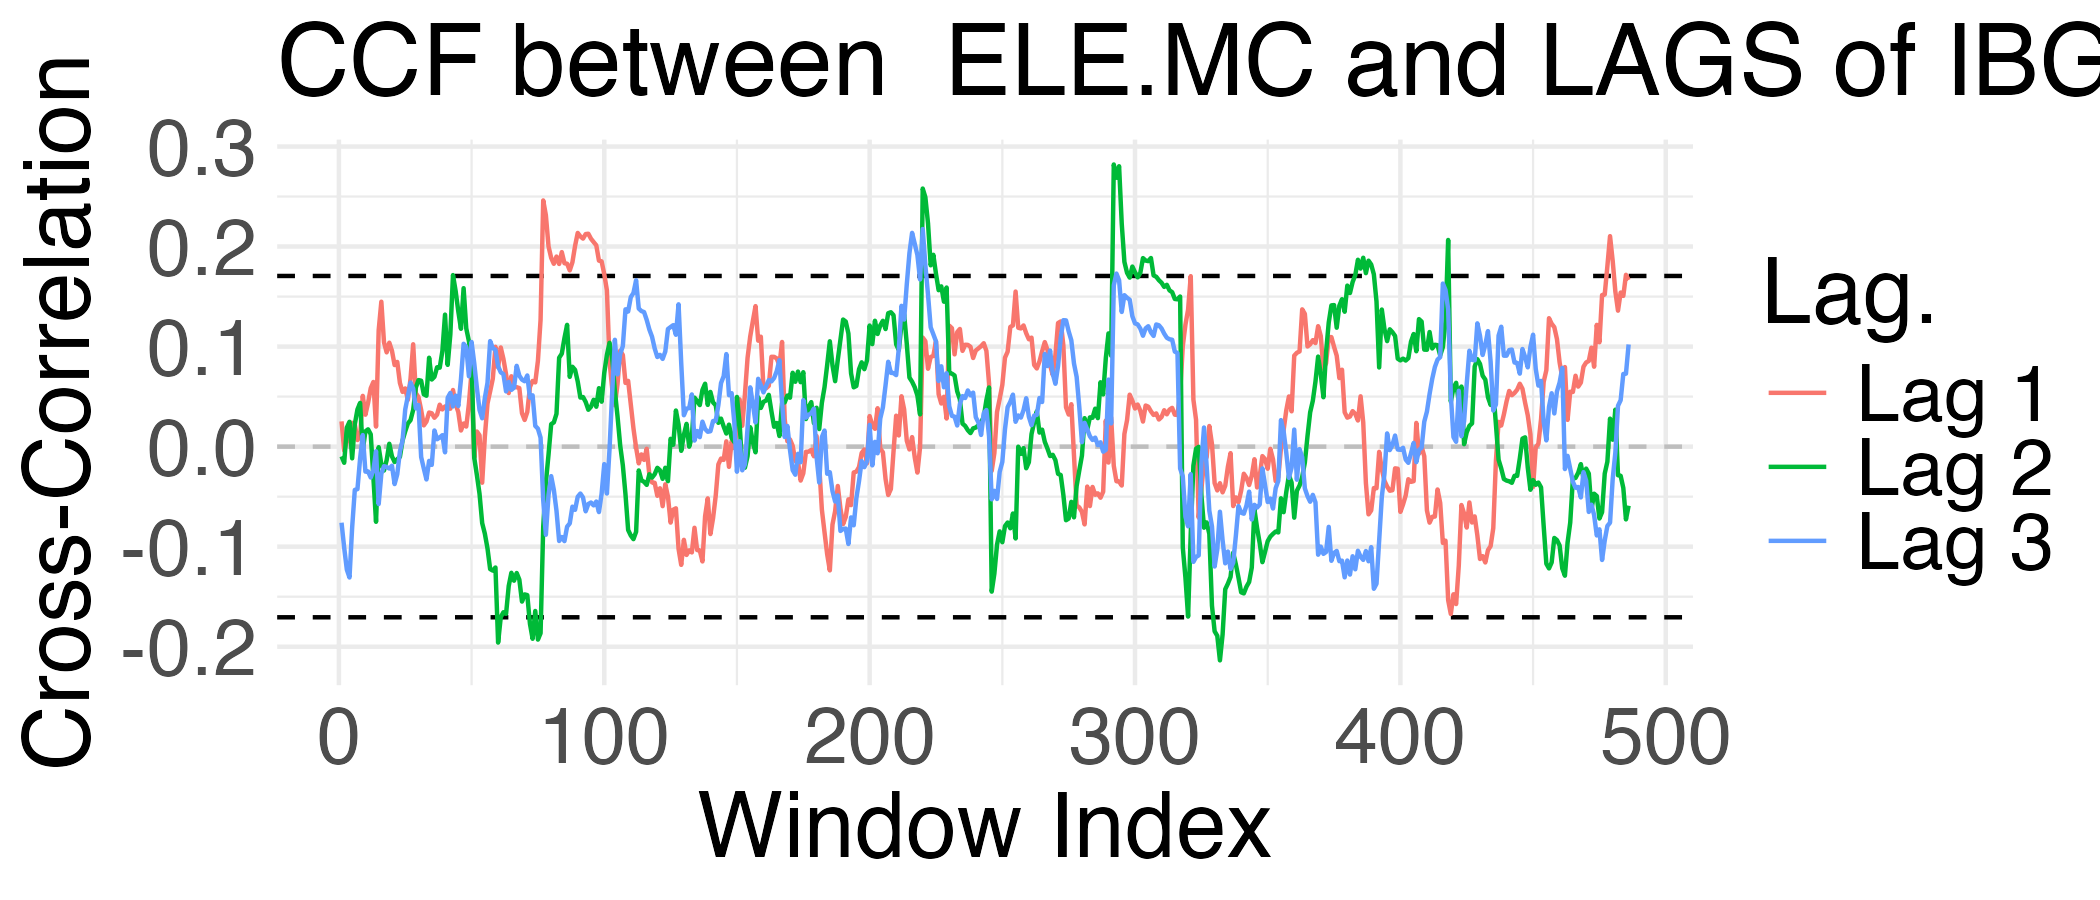 CCF between  ELE.MC and LAGS of IBG
Cross-Correlation
0.3
0.2
0.1
0.0
-0.1
-0.2
0 100 200 300 400 500
Window Index
Lag.
Lag 1
Lag 2
Lag 3